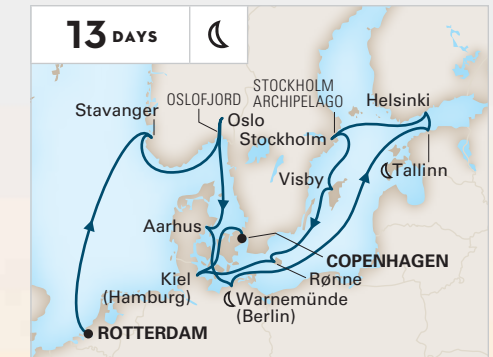 13 DAYS
Stavanger
OSLOFJORD
Oslo
STOCKHOLM
ARCHIPELAGO
Stockholm
Helsinki
Tallinn
Visby
Aarhus
COPENHAGEN
Kiel
(Hamburg)
Rønne
Warnemünde
(Berlin)
ROTTERDAM